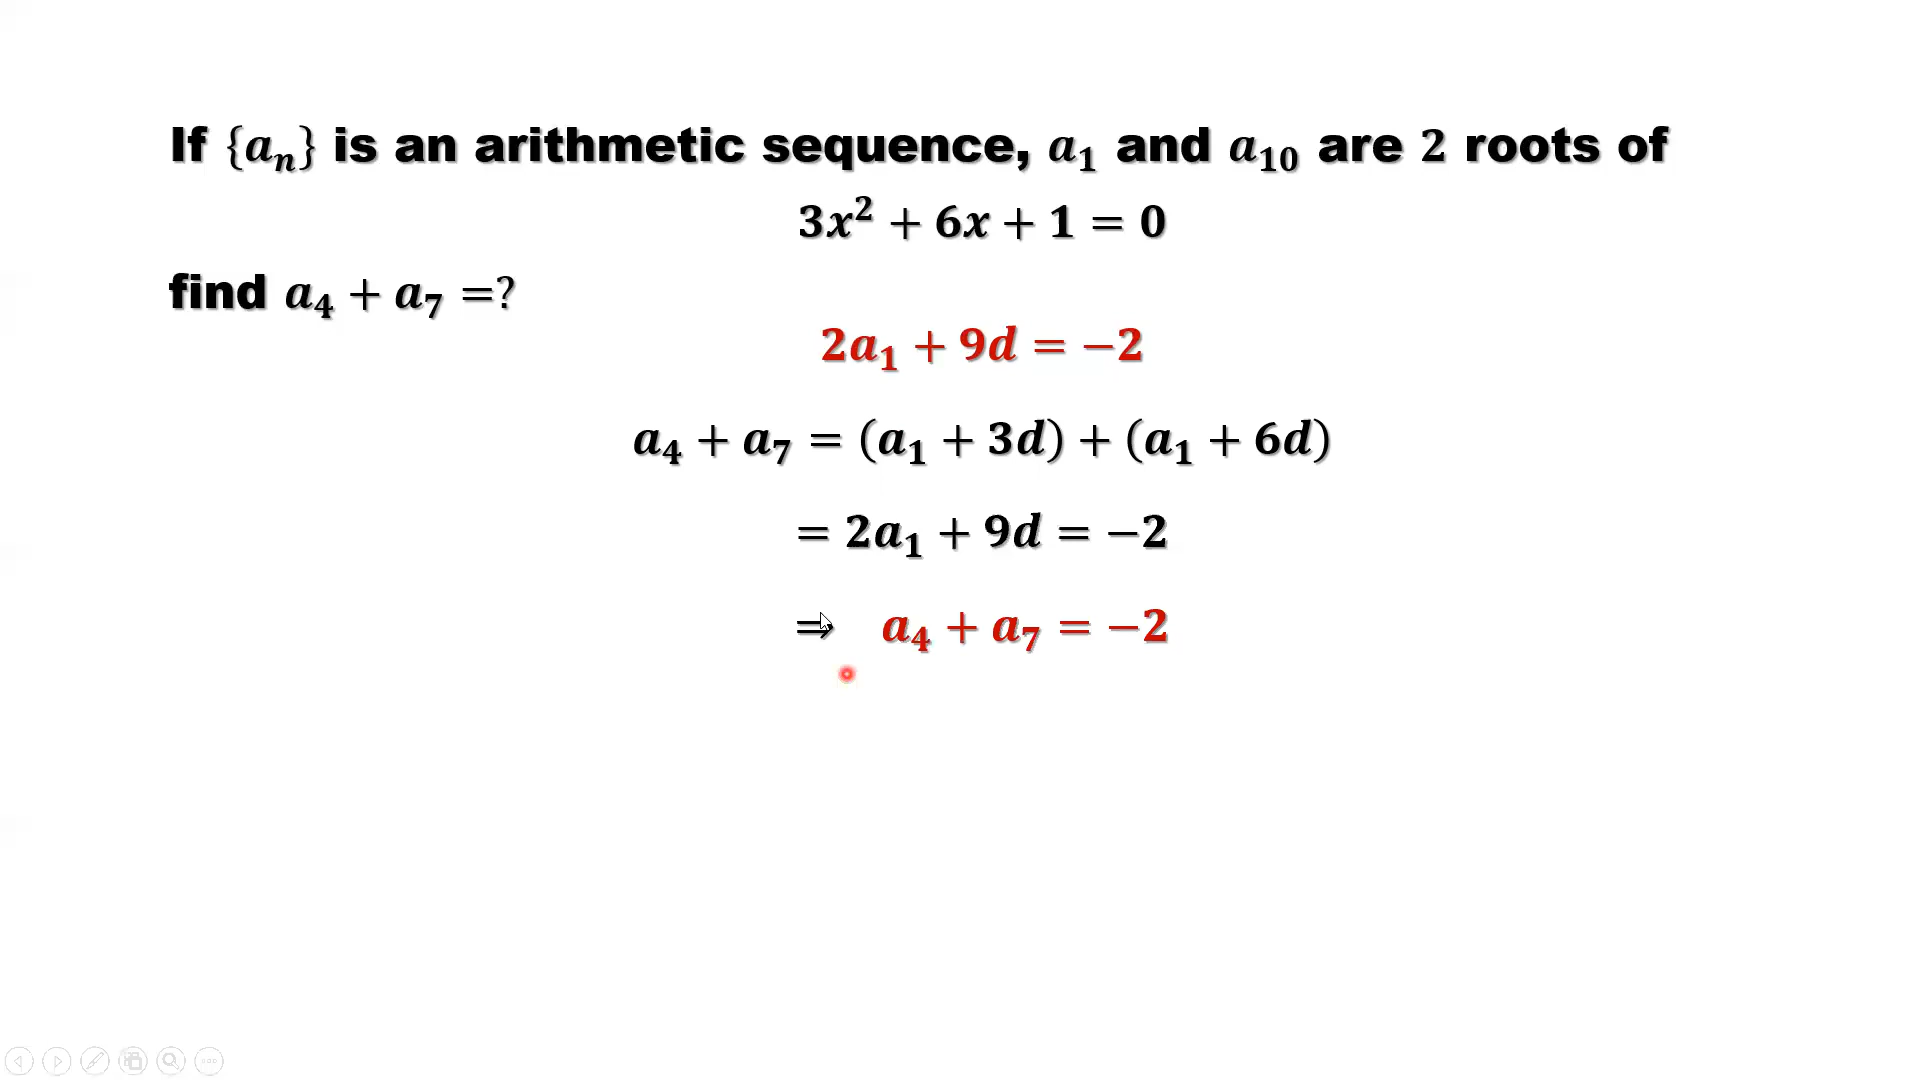 If {aₙ} is an arithmetic sequence, a₁ and a₁₀ are 2 roots of
3x² + 6x + 1 = 0
find a₄ + a₇ =?
2a₁ + 9d = −2
a₄ + a₇ = (a₁ + 3d) + (a₁ + 6d)
= 2a₁ + 9d = −2
⇒ a₄ + a₇ = −2